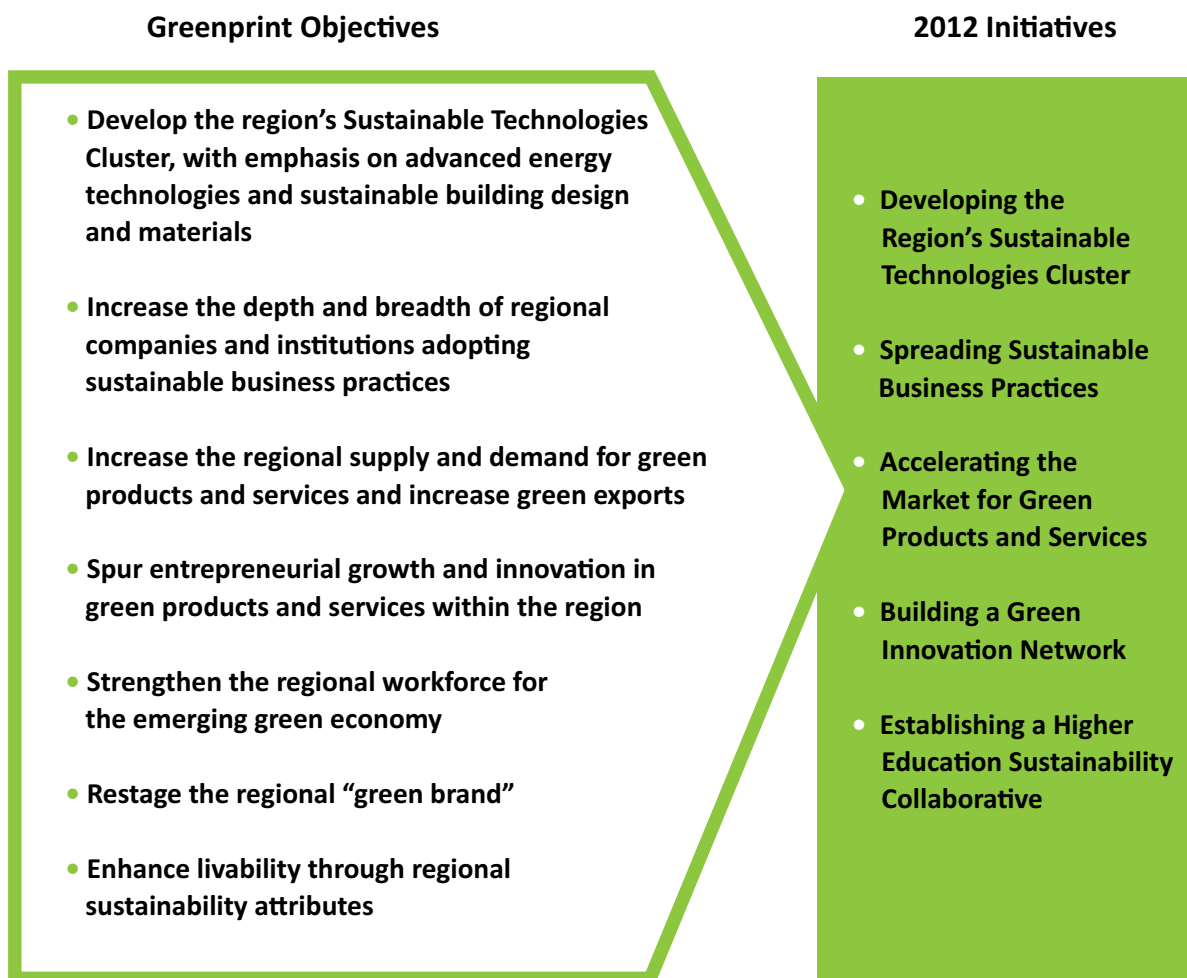 Greenprint Objectives
• Develop the region’s Sustainable Technologies
Cluster, with emphasis on advanced energy
technologies and sustainable building design
and materials
• Increase the depth and breadth of regional
companies and institutions adopting
sustainable business practices
• Increase the regional supply and demand for green
products and services and increase green exports
• Spur entrepreneurial growth and innovation in
green products and services within the region
• Strengthen the regional workforce for
the emerging green economy
• Restage the regional “green brand”
• Enhance livability through regional
sustainability attributes
2012 Initiatives
• Developing the
Region’s Sustainable
Technologies Cluster
• Spreading Sustainable
Business Practices
• Accelerating the
Market for Green
Products and Services
• Building a Green
Innovation Network
• Establishing a Higher
Education Sustainability
Collaborative